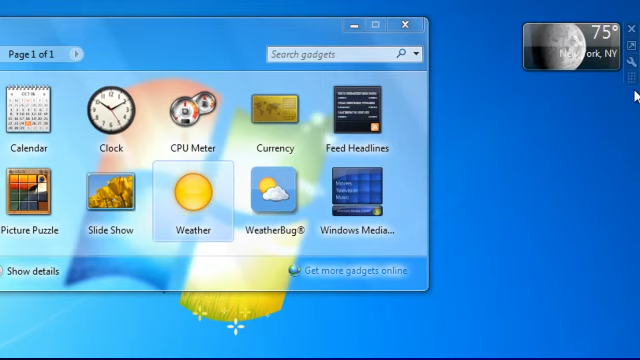 75°
New York, NY
Page 1 of 1
Search gadgets
Calendar
Clock
CPU Meter
Currency
Feed Headlines
Picture Puzzle
Slide Show
Weather
WeatherBug®
Windows Media...
Show details
Get more gadgets online